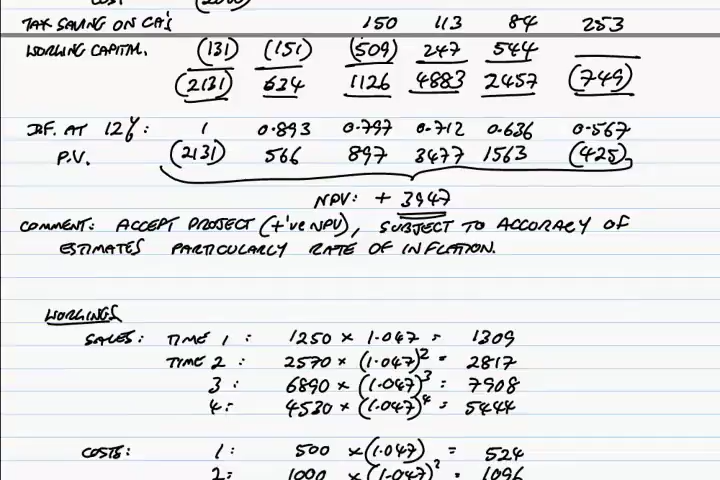 TAX SAVING ON CA'S 150 113 84 253
WORKING CAPITAL. (131) (151) (509) 247 544
(2131) 634 1126 4883 2457 (749)
D.F. AT 12%: 1 0.893 0.797 0.712 0.636 0.567
P.V. (2131) 566 897 3477 1563 (425)
NPV: + 3947
COMMENT: ACCEPT PROJECT (+'VE NPV), SUBJECT TO ACCURACY OF
ESTIMATES PARTICULARLY RATE OF INFLATION.
WORKINGS
SALES: TIME 1: 1250 × 1.047 = 1309
TIME 2: 2570 × (1.047)² = 2817
3: 6890 × (1.047)³ = 7908
4: 4530 × (1.047)⁴ = 5444
COSTS: 1: 500 × (1.047) = 524
2: 1000 × (1.047)² = 1096